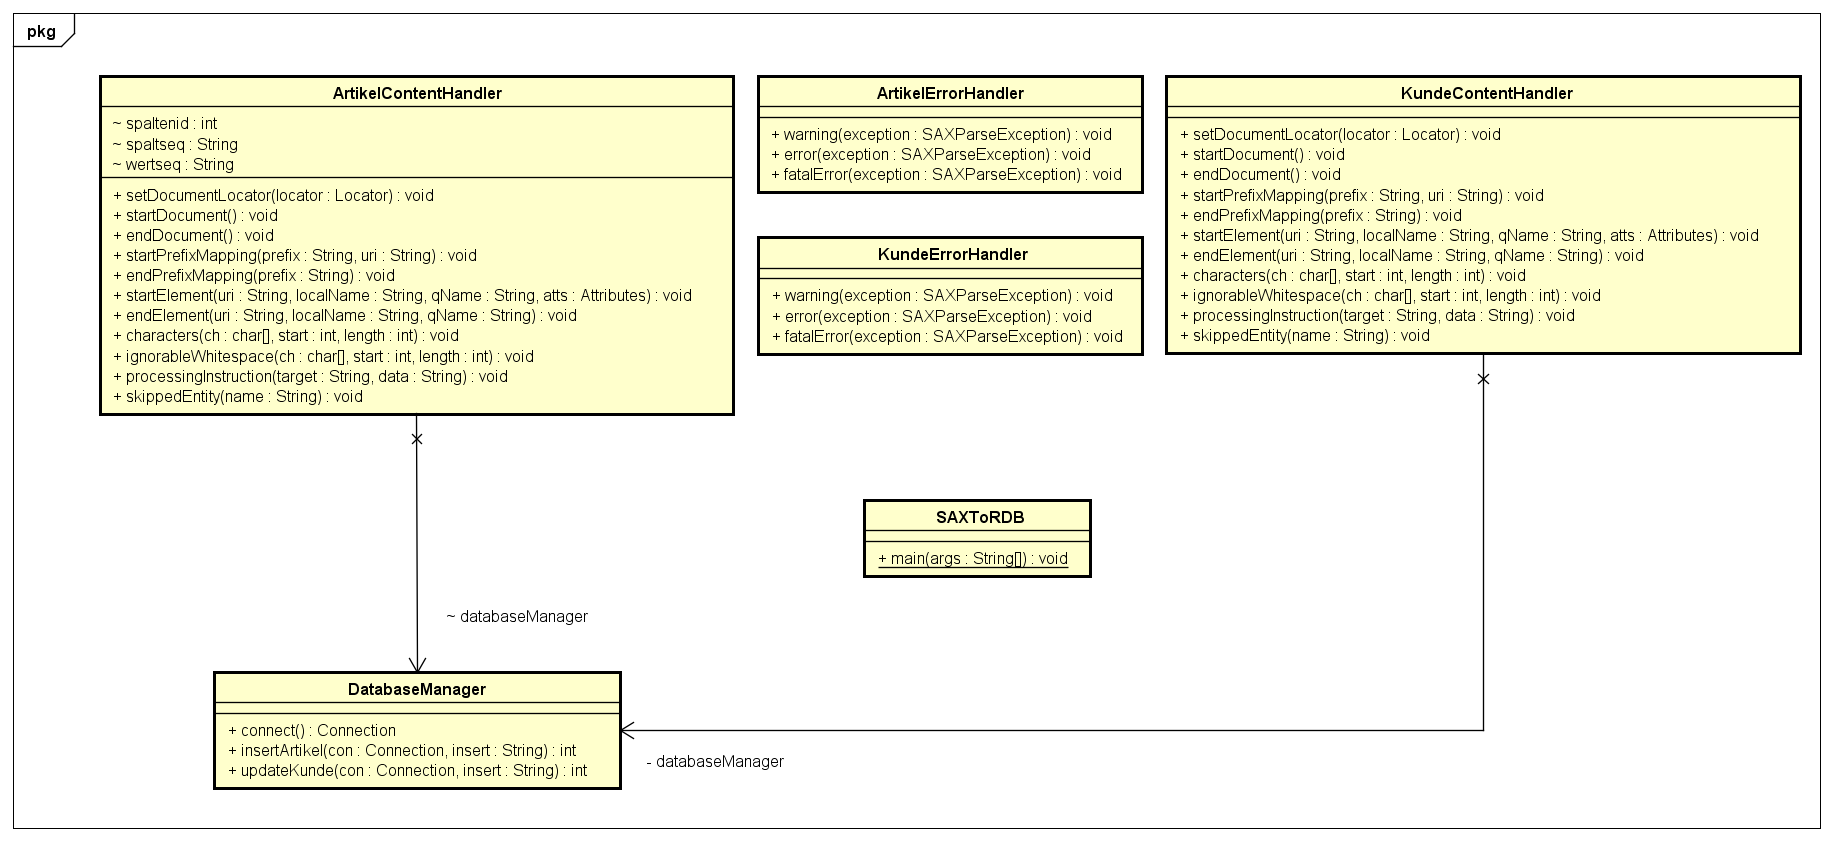 pkg
ArtikelContentHandler
~ spaltenid : int
~ spaltseq : String
~ wertseq : String
+ setDocumentLocator(locator : Locator) : void
+ startDocument() : void
+ endDocument() : void
+ startPrefixMapping(prefix : String, uri : String) : void
+ endPrefixMapping(prefix : String) : void
+ startElement(uri : String, localName : String, qName : String, atts : Attributes) : void
+ endElement(uri : String, localName : String, qName : String) : void
+ characters(ch : char[], start : int, length : int) : void
+ ignorableWhitespace(ch : char[], start : int, length : int) : void
+ processingInstruction(target : String, data : String) : void
+ skippedEntity(name : String) : void
ArtikelErrorHandler
+ warning(exception : SAXParseException) : void
+ error(exception : SAXParseException) : void
+ fatalError(exception : SAXParseException) : void
KundeErrorHandler
+ warning(exception : SAXParseException) : void
+ error(exception : SAXParseException) : void
+ fatalError(exception : SAXParseException) : void
KundeContentHandler
+ setDocumentLocator(locator : Locator) : void
+ startDocument() : void
+ endDocument() : void
+ startPrefixMapping(prefix : String, uri : String) : void
+ endPrefixMapping(prefix : String) : void
+ startElement(uri : String, localName : String, qName : String, atts : Attributes) : void
+ endElement(uri : String, localName : String, qName : String) : void
+ characters(ch : char[], start : int, length : int) : void
+ ignorableWhitespace(ch : char[], start : int, length : int) : void
+ processingInstruction(target : String, data : String) : void
+ skippedEntity(name : String) : void
SAXToRDB
+ main(args : String[]) : void
~ databaseManager
DatabaseManager
+ connect() : Connection
+ insertArtikel(con : Connection, insert : String) : int
+ updateKunde(con : Connection, insert : String) : int
- databaseManager